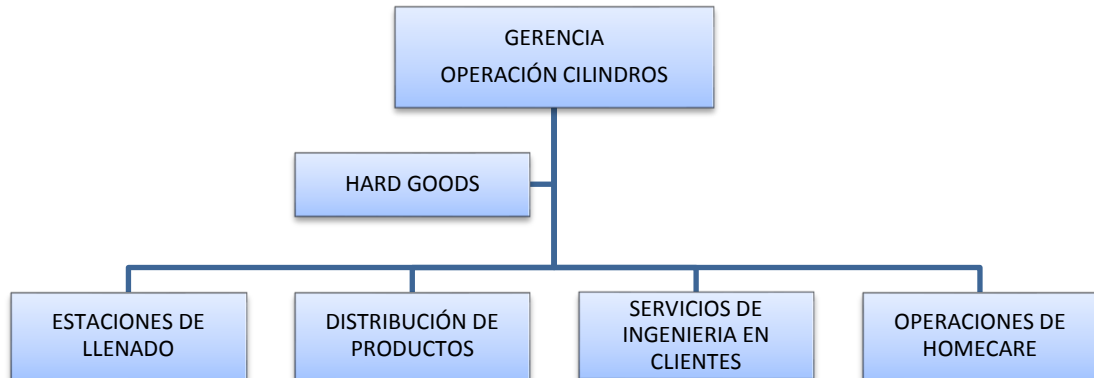 GERENCIA
OPERACIÓN CILINDROS
HARD GOODS
ESTACIONES DE
LLENADO
DISTRIBUCIÓN DE
PRODUCTOS
SERVICIOS DE
INGENIERIA EN
CLIENTES
OPERACIONES DE
HOMECARE